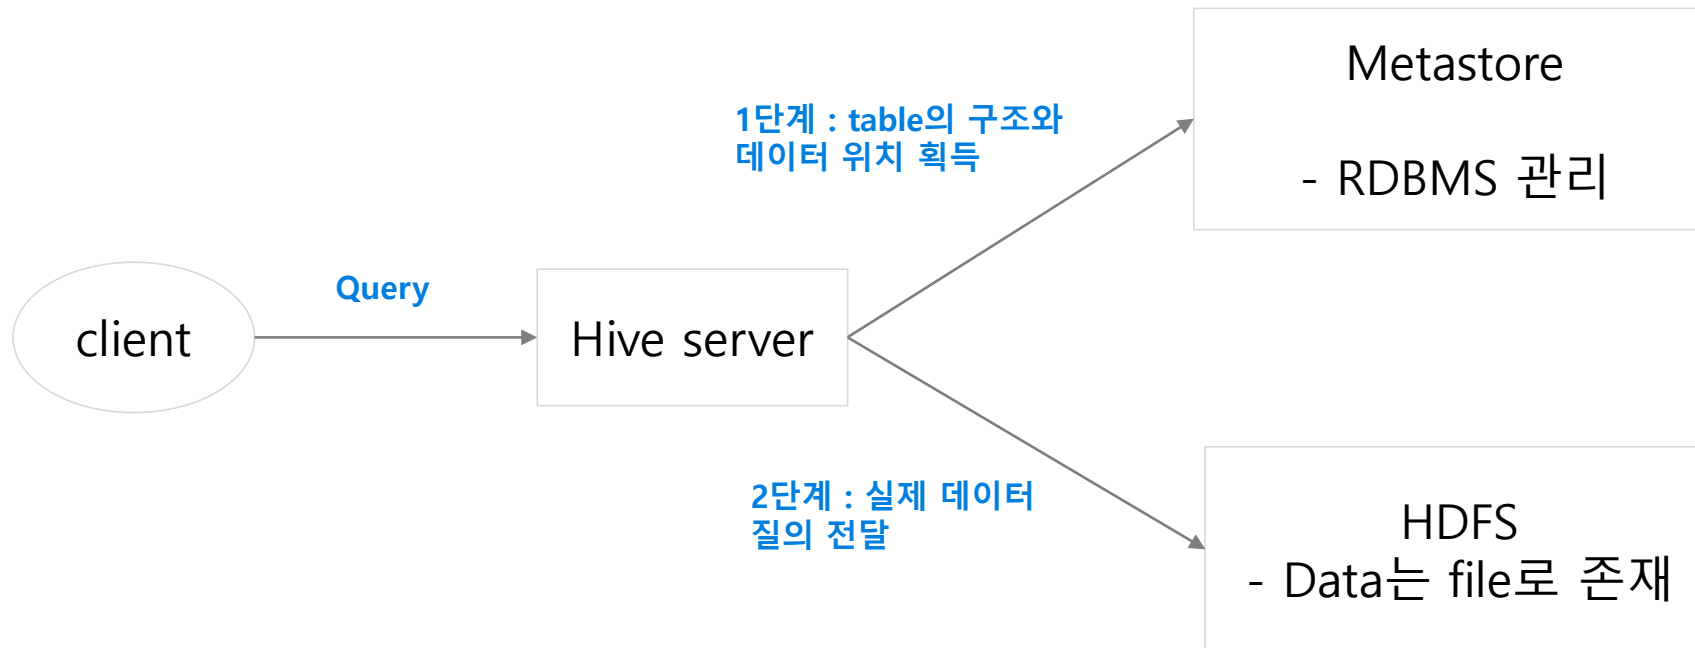 client
Query
Hive server
1단계 : table의 구조와
데이터 위치 획득
Metastore
- RDBMS 관리
2단계 : 실제 데이터
질의 전달
HDFS
- Data는 file로 존재